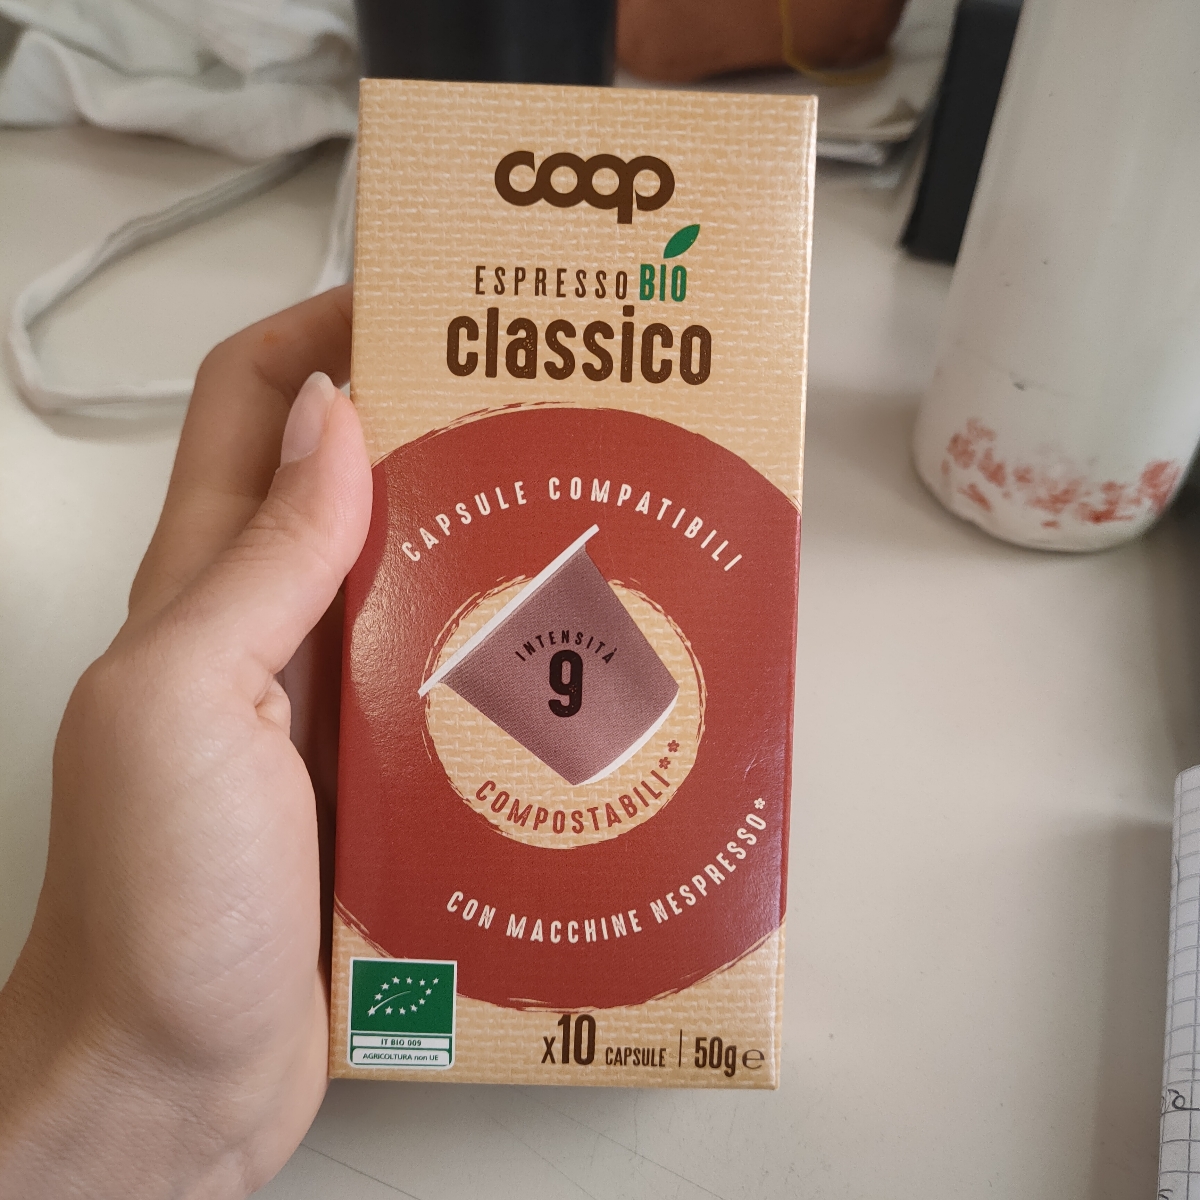 coop
ESPRESSO BIO
classico
CAPSULE COMPATIBILI
INTENSITÀ
9
COMPOSTABILI**
CON MACCHINE NESPRESSO*
IT BIO 009
AGRICOLTURA non UE
x10 CAPSULE | 50g ℮